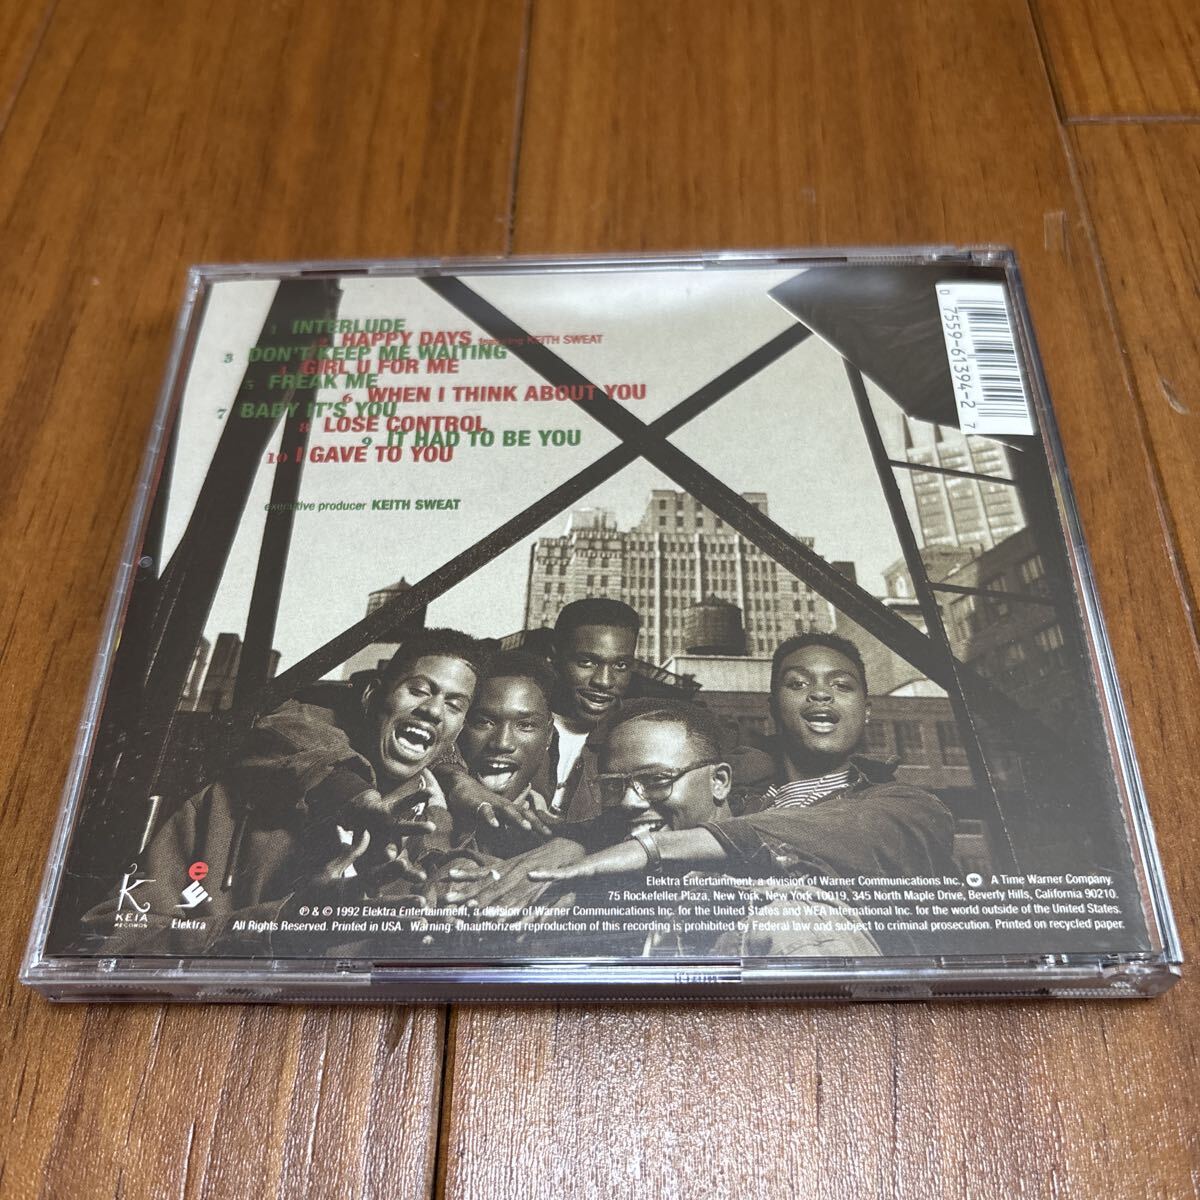 1 INTERLUDE
2 HAPPY DAYS featuring KEITH SWEAT
3 DON'T KEEP ME WAITING
4 GIRL U FOR ME
5 FREAK ME
6 WHEN I THINK ABOUT YOU
7 BABY IT'S YOU
8 LOSE CONTROL
9 IT HAD TO BE YOU
10 I GAVE TO YOU
executive producer KEITH SWEAT
0 7559-61394-2 7
K
KEIA
RECORDS
e
Elektra
Elektra Entertainment, a division of Warner Communications Inc., A Time Warner Company.
75 Rockefeller Plaza, New York, New York 10019, 345 North Maple Drive, Beverly Hills, California 90210.
℗ & © 1992 Elektra Entertainment, a division of Warner Communications Inc. for the United States and WEA International Inc. for the world outside of the United States.
All Rights Reserved. Printed in USA. Warning: Unauthorized reproduction of this recording is prohibited by Federal law and subject to criminal prosecution. Printed on recycled paper.